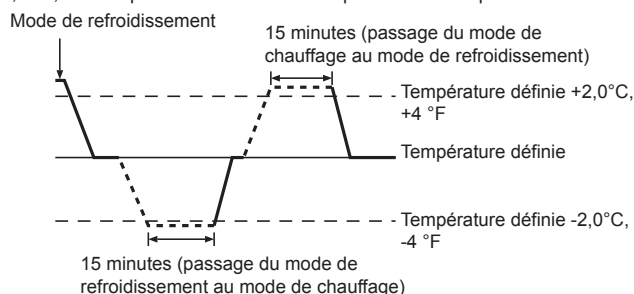 Mode de refroidissement
15 minutes (passage du mode de
chauffage au mode de refroidissement)
Température définie +2,0°C,
+4 °F
Température définie
Température définie -2,0°C,
-4 °F
15 minutes (passage du mode de
refroidissement au mode de chauffage)